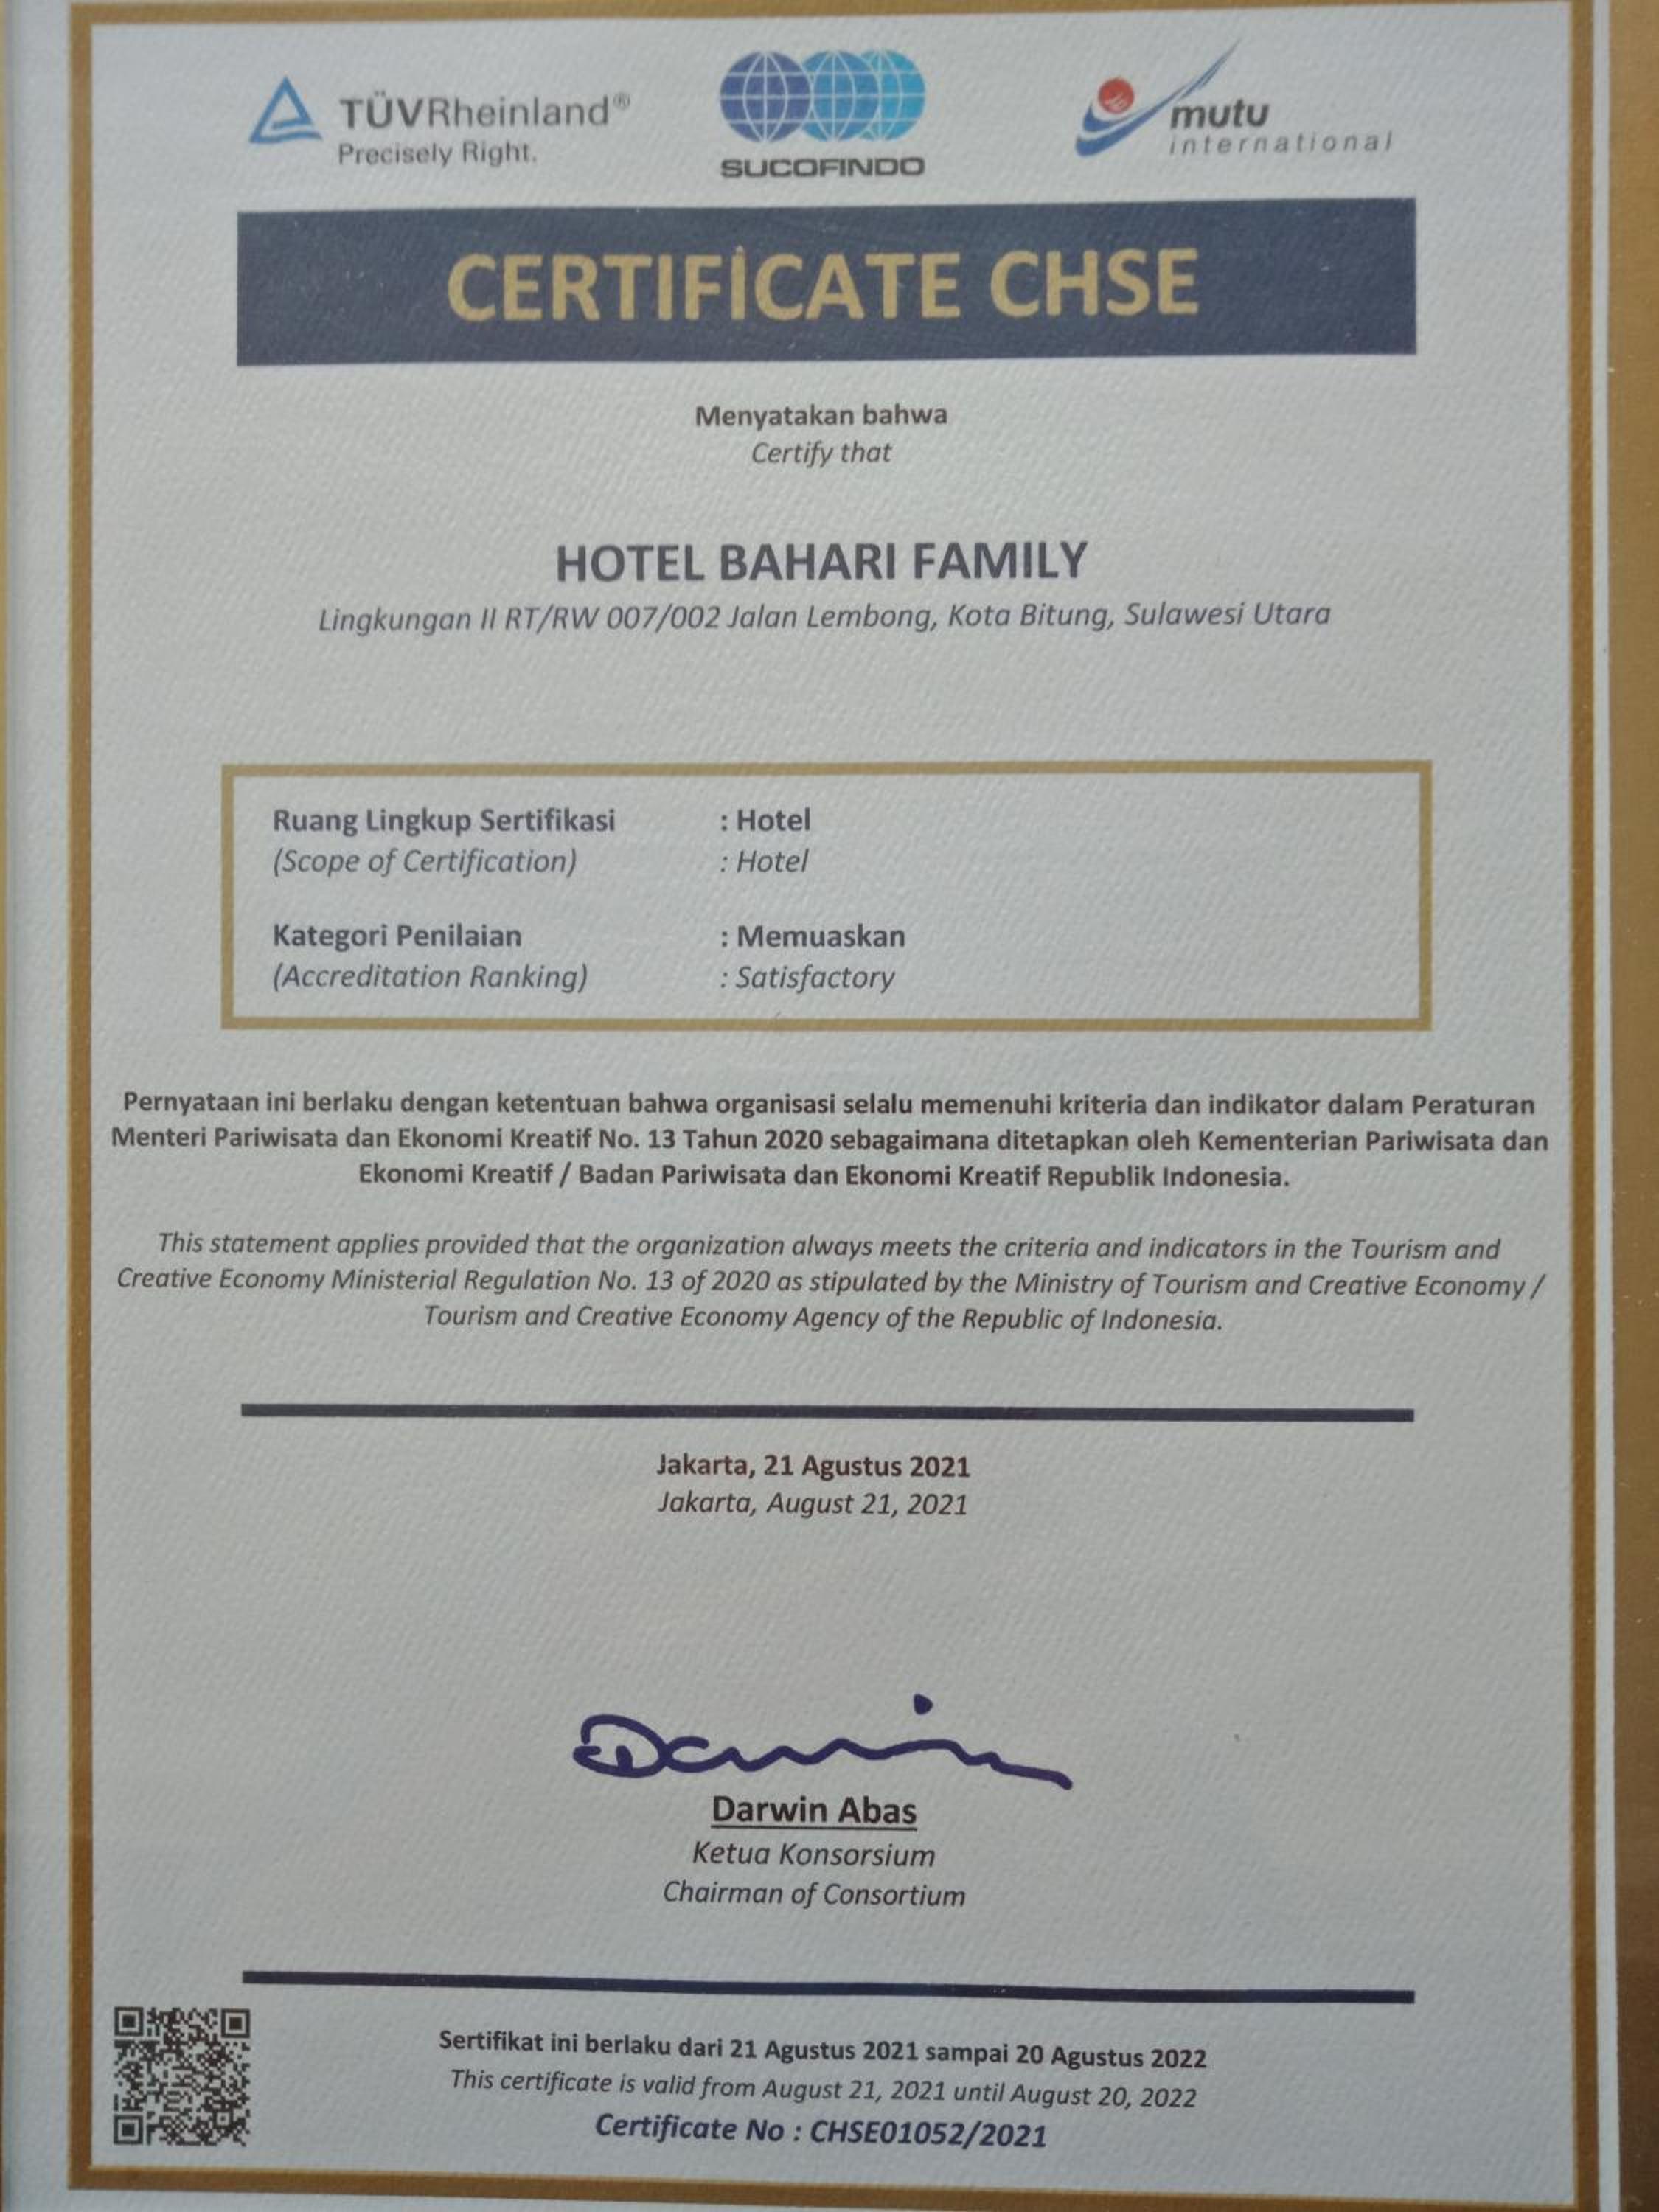 TÜVRheinland®
Precisely Right.
SUCOFINDO
mutu
international
CERTIFICATE CHSE
Menyatakan bahwa
Certify that
HOTEL BAHARI FAMILY
Lingkungan II RT/RW 007/002 Jalan Lembong, Kota Bitung, Sulawesi Utara
Ruang Lingkup Sertifikasi : Hotel
(Scope of Certification) : Hotel
Kategori Penilaian : Memuaskan
(Accreditation Ranking) : Satisfactory
Pernyataan ini berlaku dengan ketentuan bahwa organisasi selalu memenuhi kriteria dan indikator dalam Peraturan
Menteri Pariwisata dan Ekonomi Kreatif No. 13 Tahun 2020 sebagaimana ditetapkan oleh Kementerian Pariwisata dan
Ekonomi Kreatif / Badan Pariwisata dan Ekonomi Kreatif Republik Indonesia.
This statement applies provided that the organization always meets the criteria and indicators in the Tourism and
Creative Economy Ministerial Regulation No. 13 of 2020 as stipulated by the Ministry of Tourism and Creative Economy /
Tourism and Creative Economy Agency of the Republic of Indonesia.
Jakarta, 21 Agustus 2021
Jakarta, August 21, 2021
Darwin
Darwin Abas
Ketua Konsorsium
Chairman of Consortium
Sertifikat ini berlaku dari 21 Agustus 2021 sampai 20 Agustus 2022
This certificate is valid from August 21, 2021 until August 20, 2022
Certificate No : CHSE01052/2021